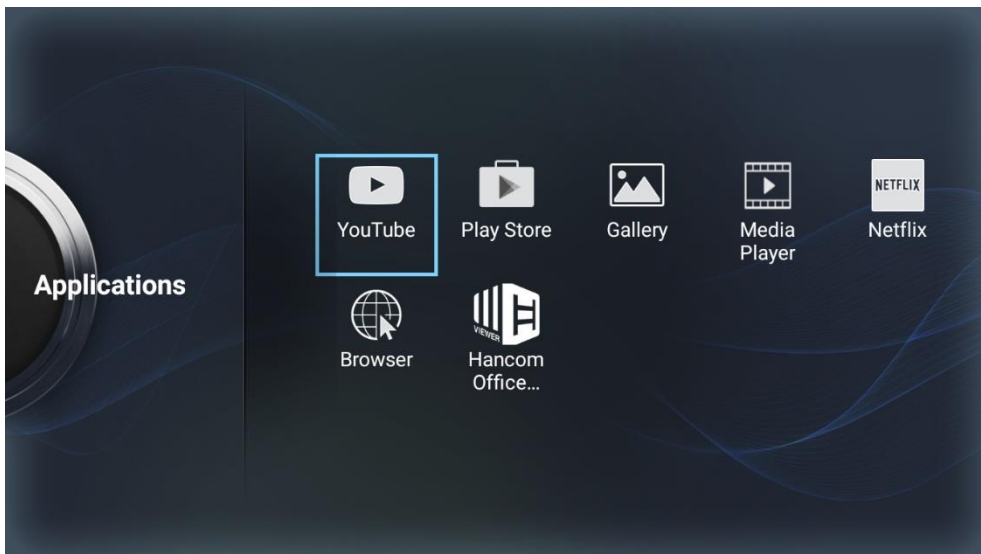 Applications
YouTube
Play Store
Gallery
Media
Player
NETFLIX
Netflix
Browser
VIEWER
Hancom
Office...